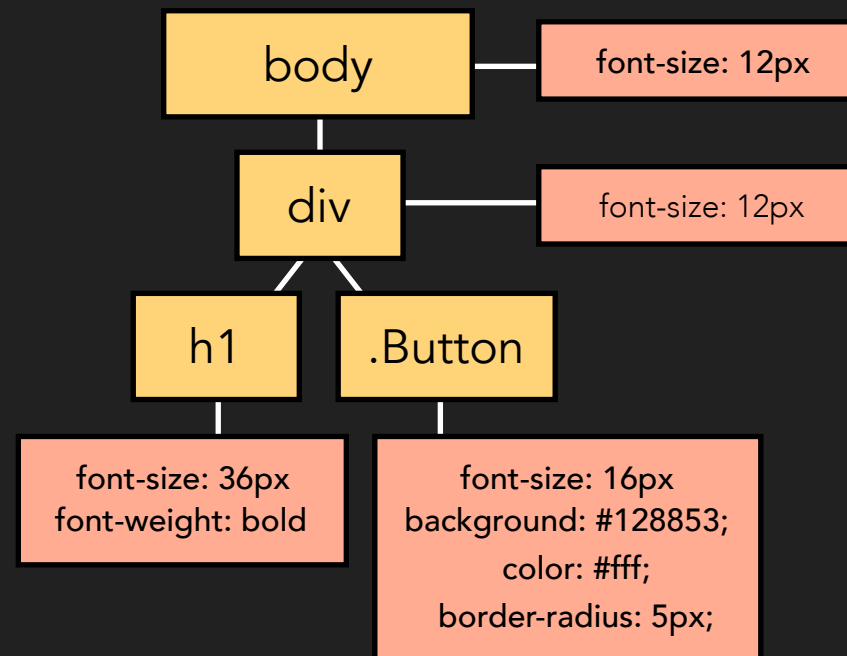 body
font-size: 12px
div
font-size: 12px
h1
.Button
font-size: 36px
font-weight: bold
font-size: 16px
background: #128853;
color: #fff;
border-radius: 5px;